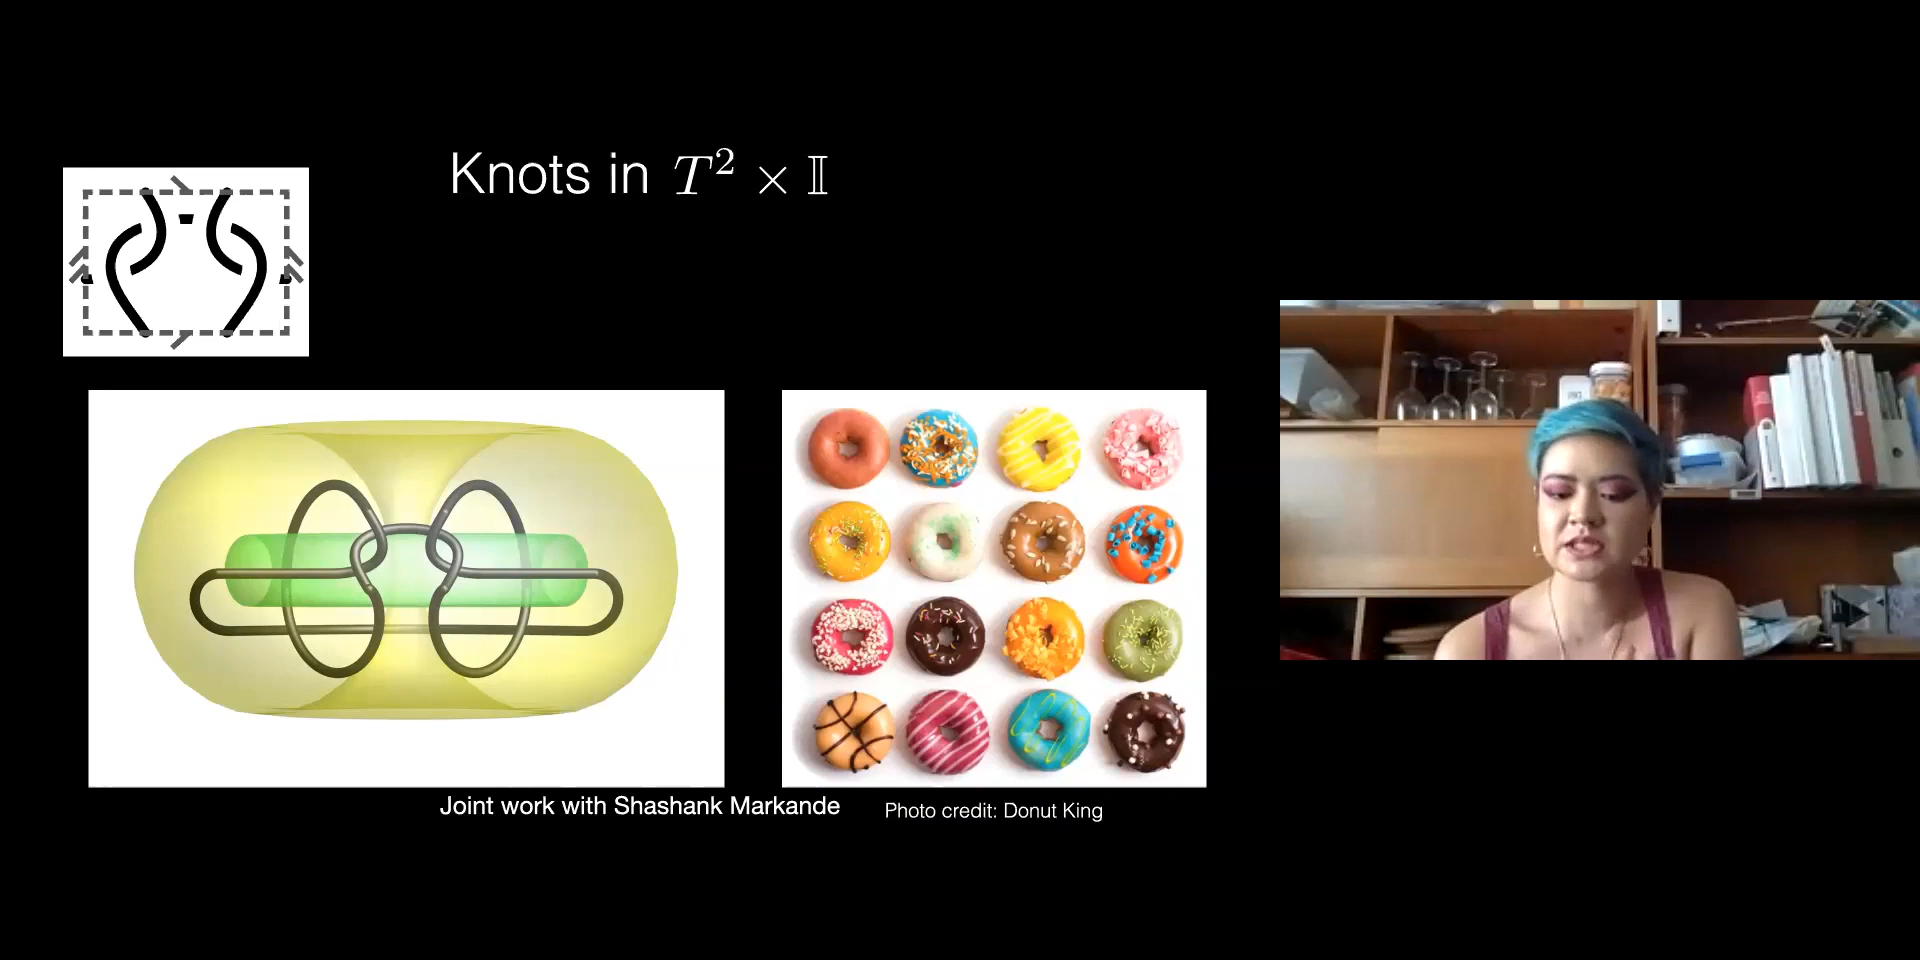 Knots in T² × 𝕀
Joint work with Shashank Markande
Photo credit: Donut King